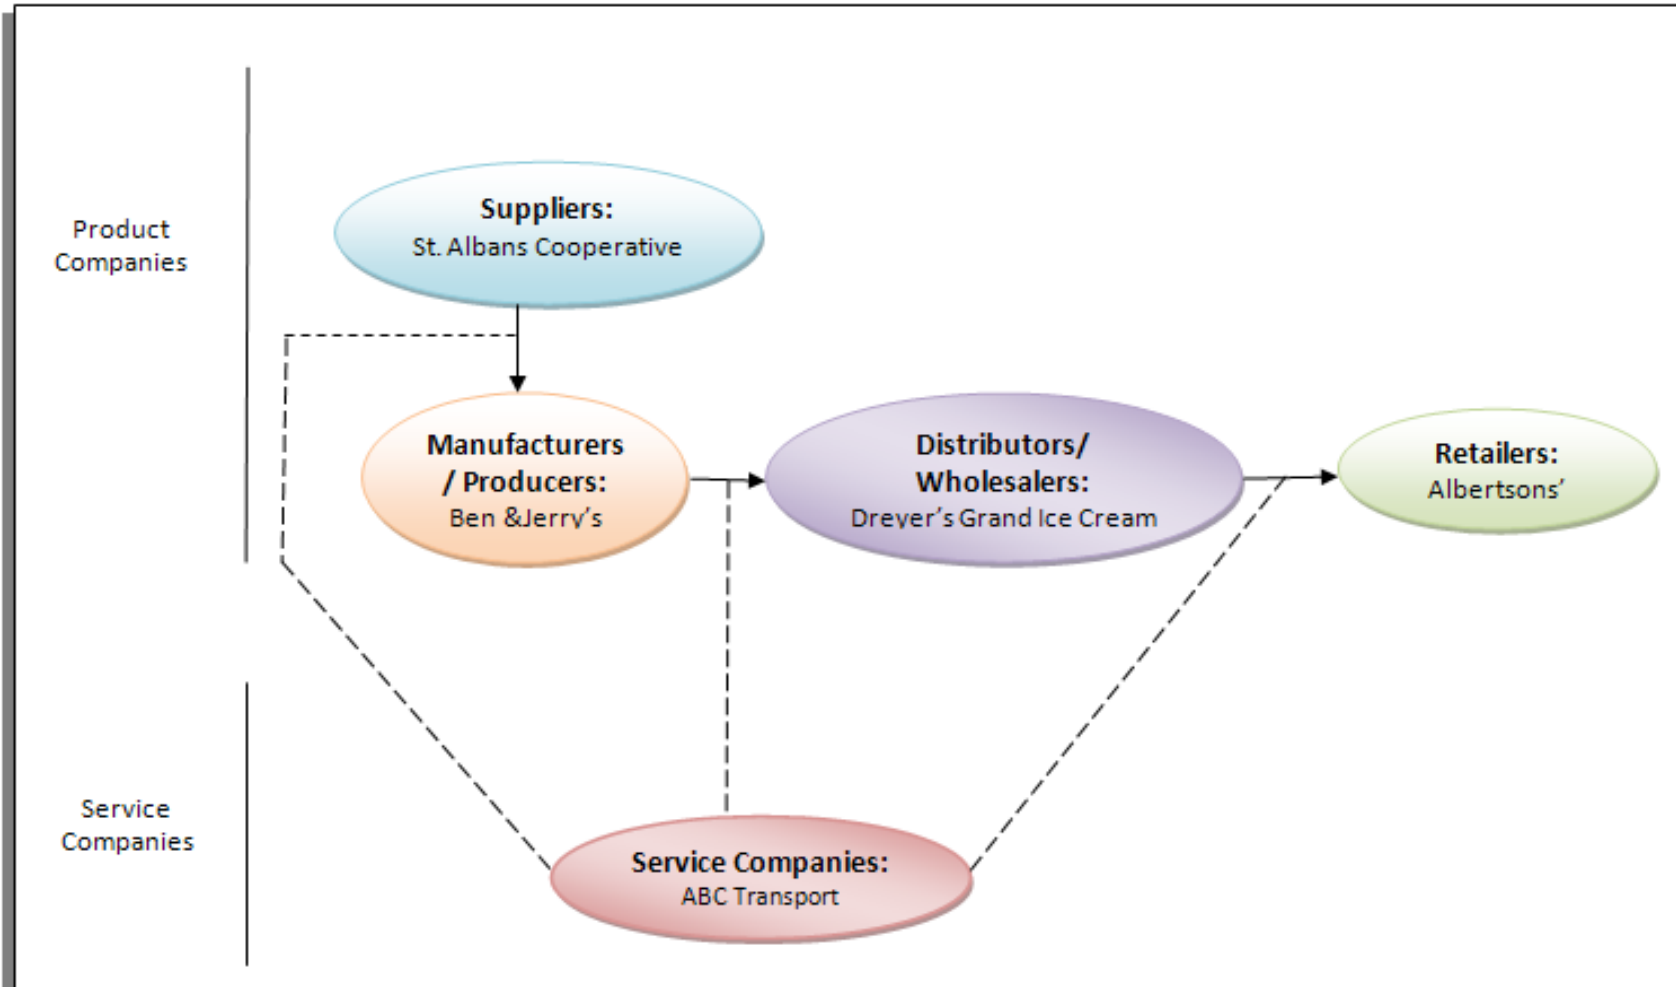 Product
Companies
Suppliers:
St. Albans Cooperative
Manufacturers
/ Producers:
Ben &Jerry’s
Distributors/
Wholesalers:
Dreyer’s Grand Ice Cream
Retailers:
Albertsons’
Service
Companies
Service Companies:
ABC Transport